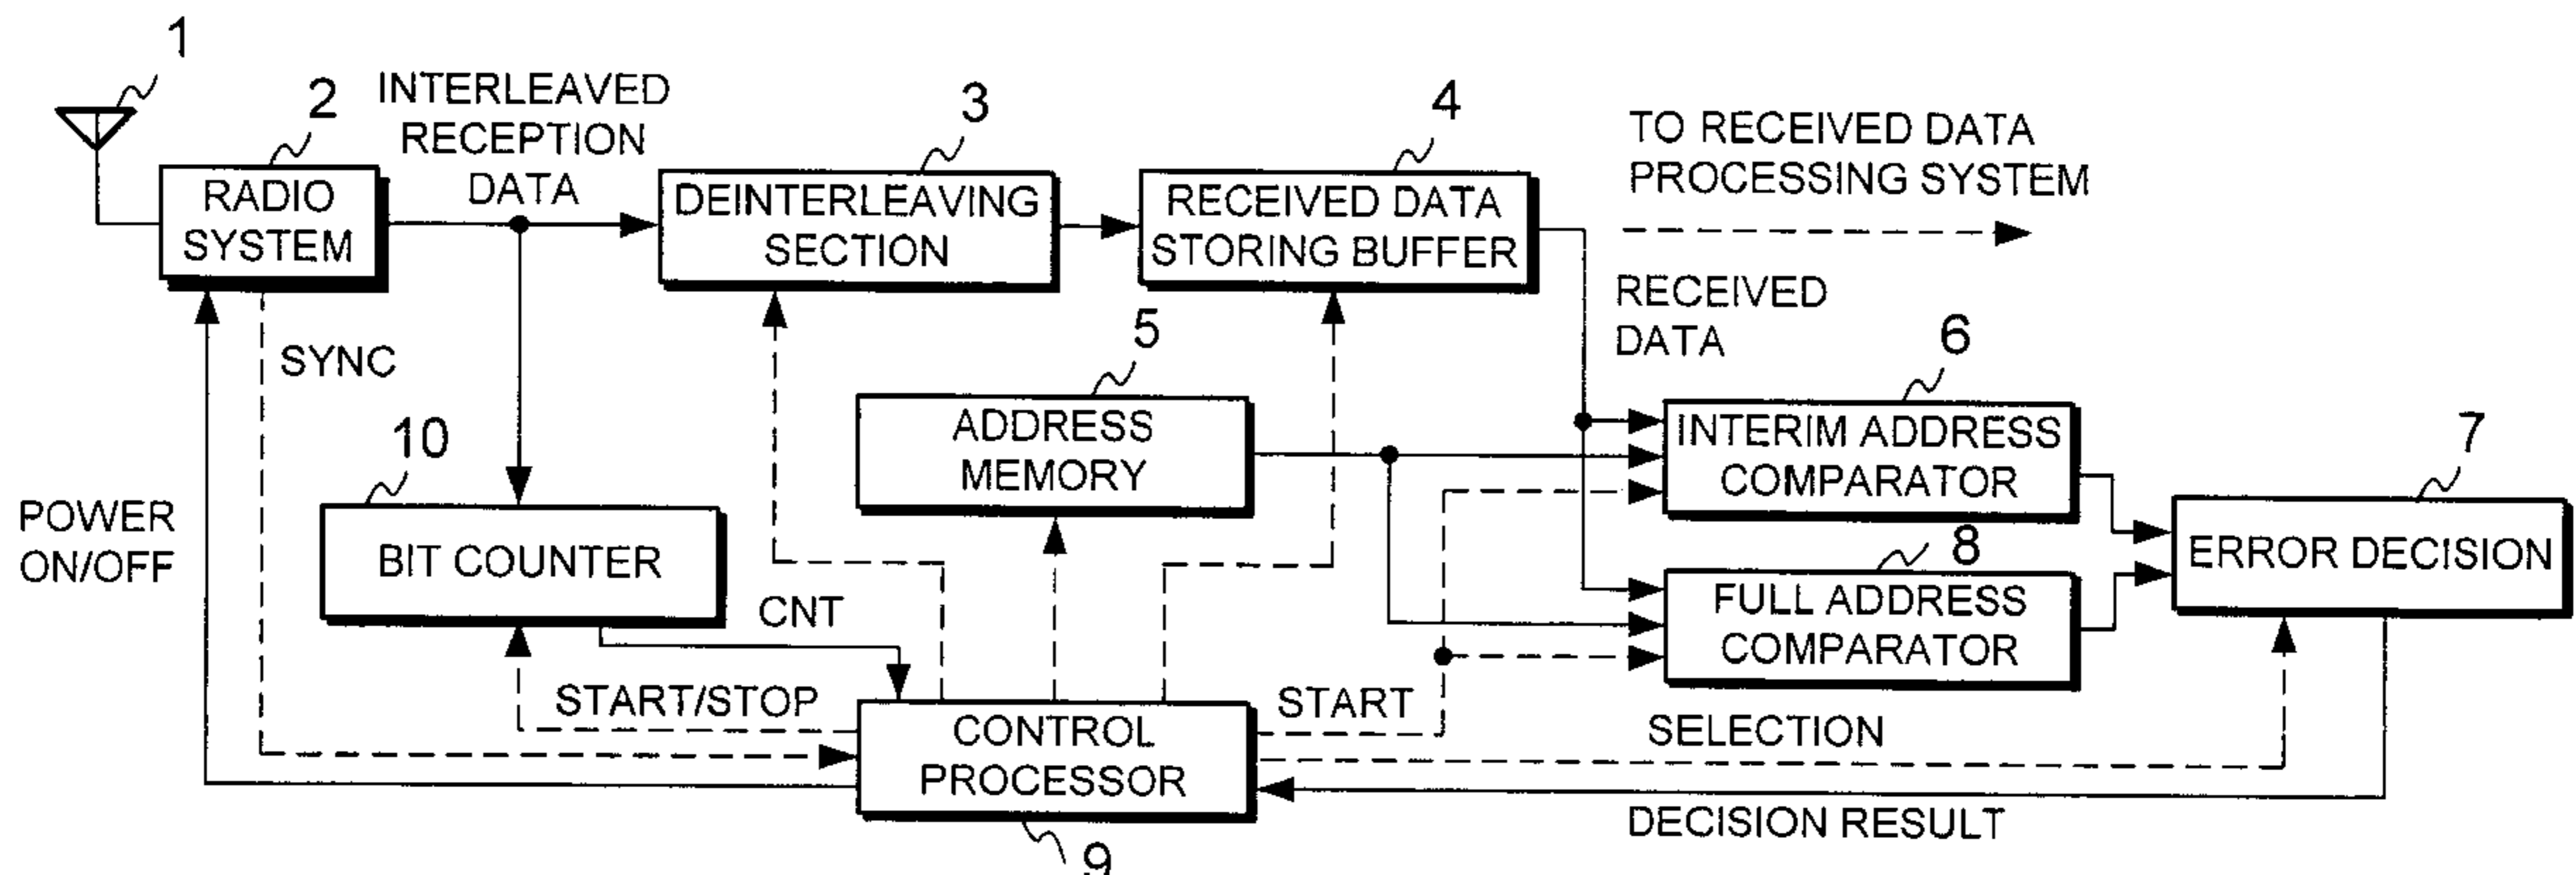 1
2
INTERLEAVED
RECEPTION
DATA
3
4
TO RECEIVED DATA
PROCESSING SYSTEM
RADIO
SYSTEM
DEINTERLEAVING
SECTION
RECEIVED DATA
STORING BUFFER
RECEIVED
DATA
SYNC
5
6
ADDRESS
MEMORY
INTERIM ADDRESS
COMPARATOR
7
10
POWER
ON/OFF
BIT COUNTER
CNT
8
FULL ADDRESS
COMPARATOR
ERROR DECISION
START/STOP
CONTROL
PROCESSOR
START
SELECTION
DECISION RESULT
9